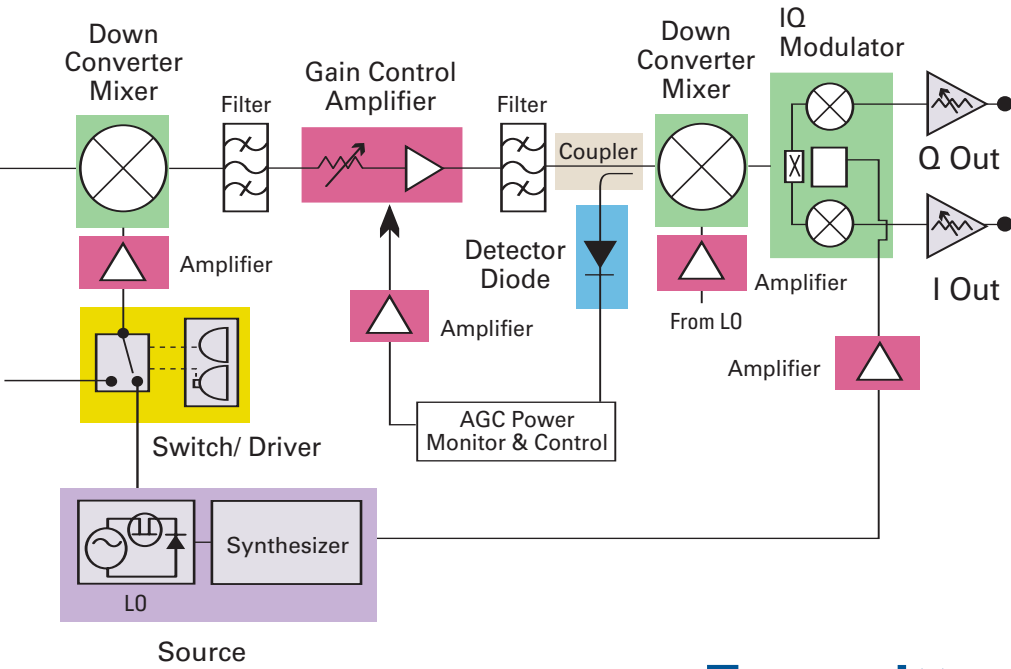 Down
Converter
Mixer
Filter
Gain Control
Amplifier
Filter
Coupler
Down
Converter
Mixer
IQ
Modulator
Q Out
I Out
Amplifier
Detector
Diode
Amplifier
From LO
Amplifier
Amplifier
Switch/ Driver
AGC Power
Monitor & Control
Synthesizer
LO
Source